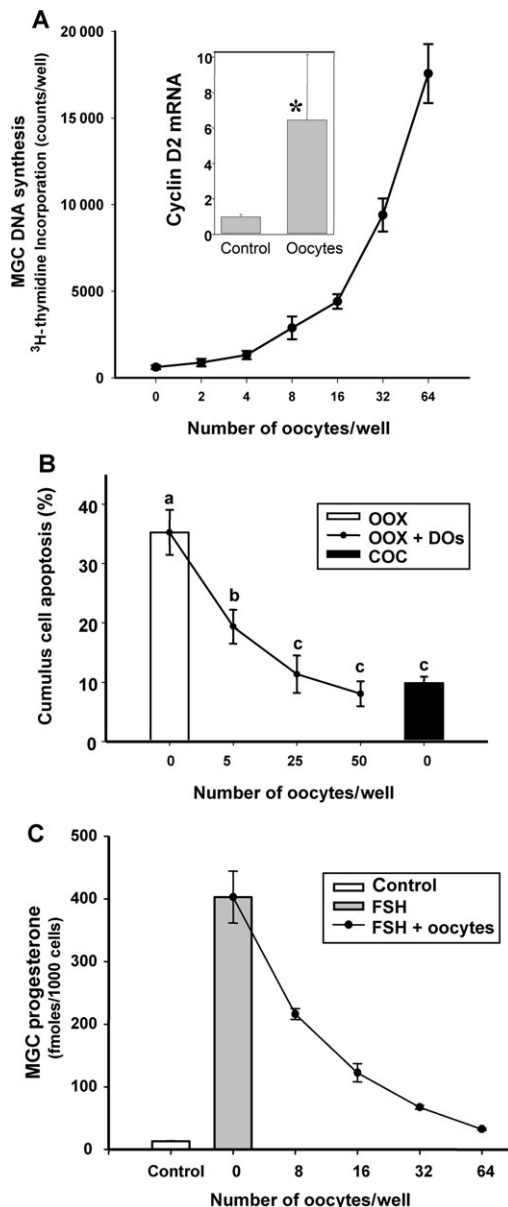 A
MGC DNA synthesis
³H-thymidine Incorporation (counts/well)
20 000
15 000
10 000
5000
0
Cyclin D2 mRNA
10
8
6
4
2
0
*
Control Oocytes
0 2 4 8 16 32 64
Number of oocytes/well
B
Cumulus cell apoptosis (%)
40
30
20
10
0
a
b
c
c
c
OOX
OOX + DOs
COC
0 5 25 50 0
Number of oocytes/well
C
MGC progesterone
(fmoles/1000 cells)
500
400
300
200
100
0
Control
FSH
FSH + oocytes
Control 0 8 16 32 64
Number of oocytes/well